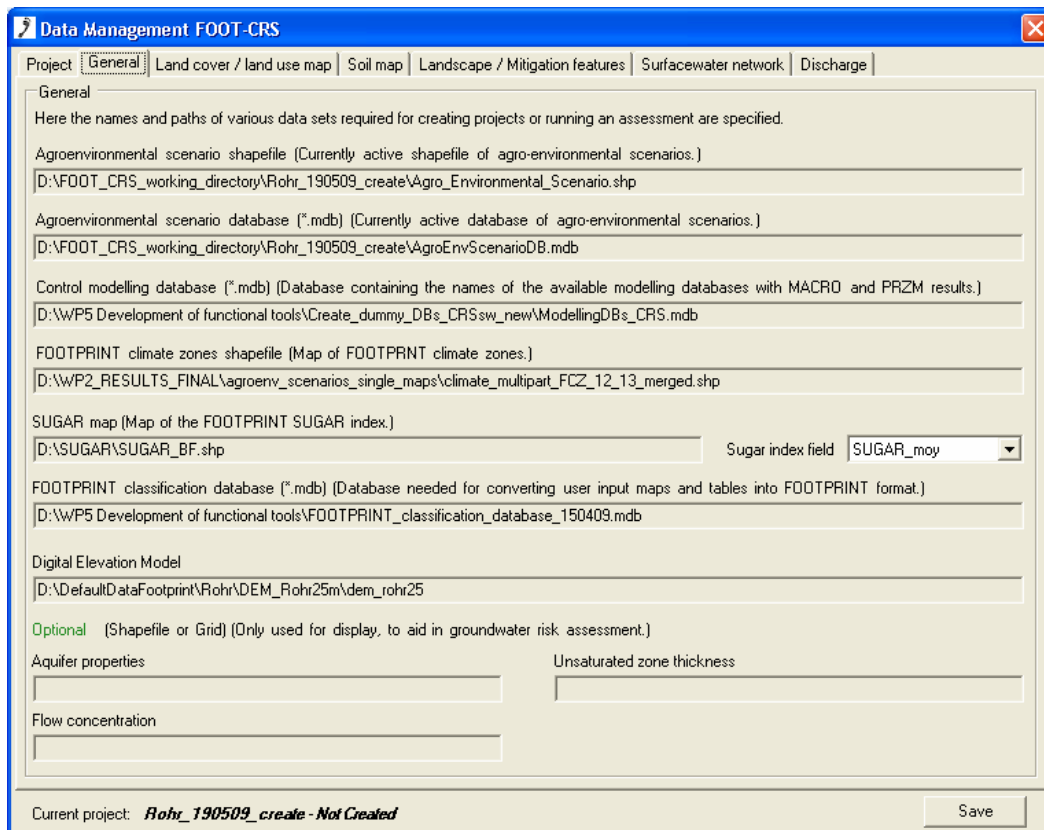 Data Management FOOT-CRS
Project General Land cover / land use map Soil map Landscape / Mitigation features Surfacewater network Discharge
General
Here the names and paths of various data sets required for creating projects or running an assessment are specified.
Agroenvironmental scenario shapefile (Currently active shapefile of agro-environmental scenarios.)
D:\FOOT_CRS_working_directory\Rohr_190509_create\Agro_Environmental_Scenario.shp
Agroenvironmental scenario database (*.mdb) (Currently active database of agro-environmental scenarios.)
D:\FOOT_CRS_working_directory\Rohr_190509_create\AgroEnvScenarioDB.mdb
Control modelling database (*.mdb) (Database containing the names of the available modelling databases with MACRO and PRZM results.)
D:\WP5 Development of functional tools\Create_dummy_DBs_CRSsw_new\ModellingDBs_CRS.mdb
FOOTPRINT climate zones shapefile (Map of FOOTPRNT climate zones.)
D:\WP2_RESULTS_FINAL\agroenv_scenarios_single_maps\climate_multipart_FCZ_12_13_merged.shp
SUGAR map (Map of the FOOTPRINT SUGAR index.)
D:\SUGAR\SUGAR_BF.shp Sugar index field SUGAR_moy
FOOTPRINT classification database (*.mdb) (Database needed for converting user input maps and tables into FOOTPRINT format.)
D:\WP5 Development of functional tools\FOOTPRINT_classification_database_150409.mdb
Digital Elevation Model
D:\DefaultDataFootprint\Rohr\DEM_Rohr25m\dem_rohr25
Optional (Shapefile or Grid) (Only used for display, to aid in groundwater risk assessment.)
Aquifer properties Unsaturated zone thickness
Flow concentration
Current project: Rohr_190509_create - Not Created Save